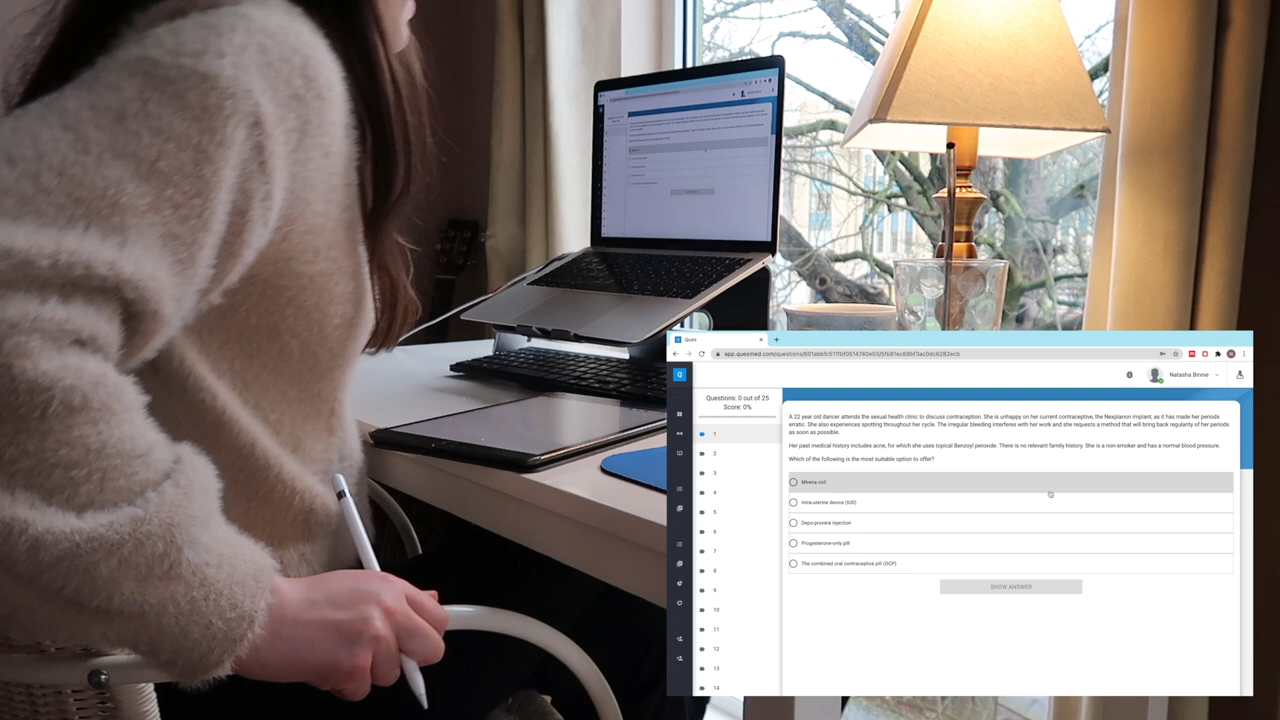 Ques
app.quesmed.com/questions/601abbfc511fbf0514740e03/5fb81ec68bf3ac0dc6282ecb
Q
Natasha Binnie
Questions: 0 out of 25
Score: 0%
1
2
3
4
5
6
7
8
9
10
11
12
13
14
A 22 year old dancer attends the sexual health clinic to discuss contraception. She is unhappy on her current contraceptive, the Nexplanon implant, as it has made her periods
erratic. She also experiences spotting throughout her cycle. The irregular bleeding interferes with her work and she requests a method that will bring back regularity of her periods
as soon as possible.
Her past medical history includes acne, for which she uses topical Benzoyl peroxide. There is no relevant family history. She is a non-smoker and has a normal blood pressure.
Which of the following is the most suitable option to offer?
Mirena coil
Intra-uterine device (IUD)
Depo-provera injection
Progesterone-only pill
The combined oral contraceptive pill (OCP)
SHOW ANSWER